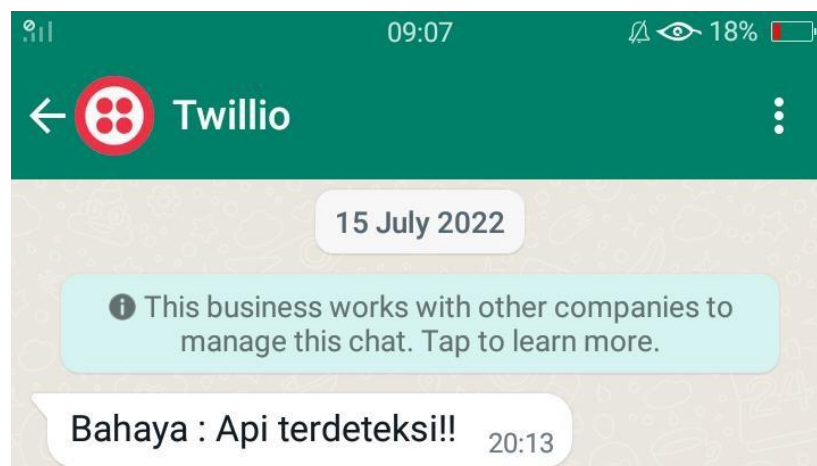 09:07 18%
Twillio
15 July 2022
This business works with other companies to
manage this chat. Tap to learn more.
Bahaya : Api terdeteksi!! 20:13